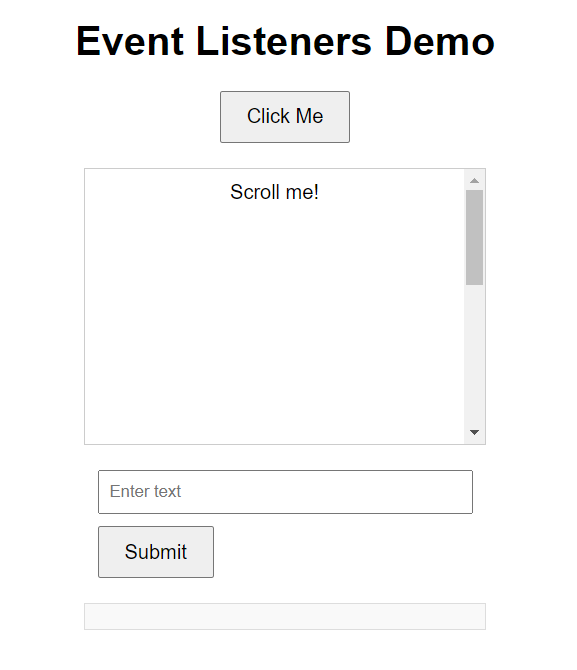 Event Listeners Demo
Click Me
Scroll me!
Enter text
Submit